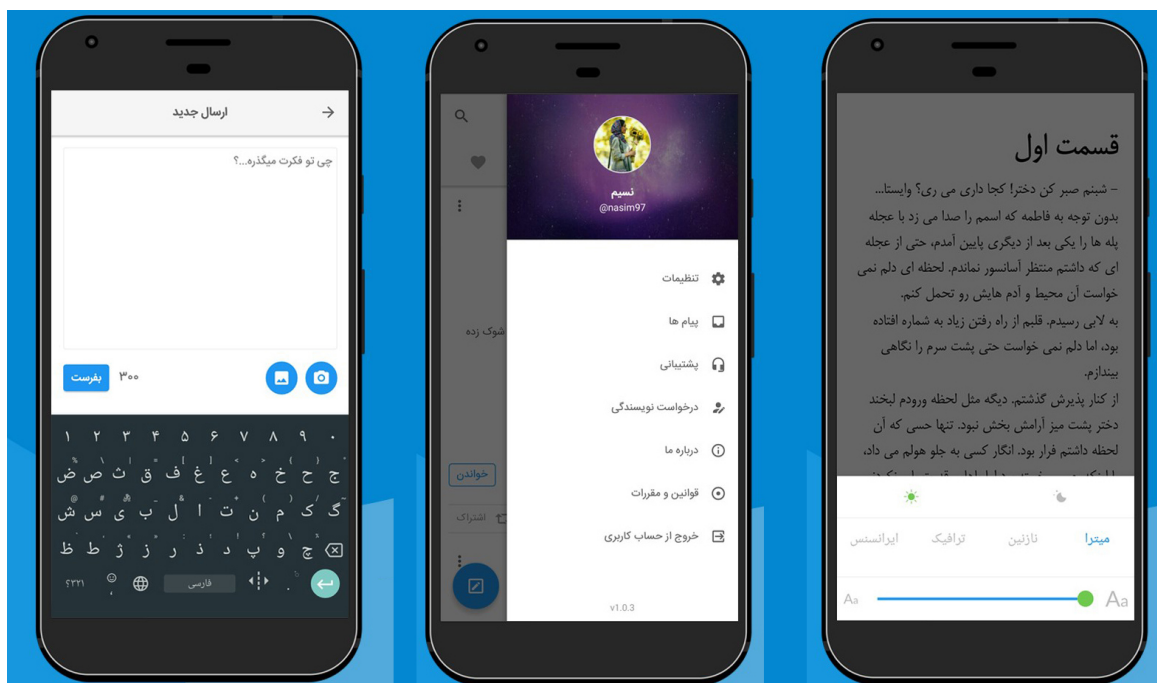 ارسال جدید
چی تو فکرت میگذره...؟
۳۰۰
بفرست
۱ ۲ ۳ ۴ ۵ ۶ ۷ ۸ ۹ ۰
ض ص ث ق ف غ ع ه خ ح ج
ش س ی ب ل ا ت ن م ک گ
ظ ط ژ ز ر ذ د پ و چ
۳۲۱؟
فارسی
نسیم
@nasim97
تنظیمات
پیام ها
پشتیبانی
درخواست نویسندگی
درباره ما
قوانین و مقررات
خروج از حساب کاربری
v1.0.3
شوک زده
خواندن
اشتراک
قسمت اول
- شبنم صبر کن دختر! کجا داری می ری؟ وایستا...
بدون توجه به فاطمه که اسمم را صدا می زد با عجله
پله ها را یکی بعد از دیگری پایین آمدم، حتی از عجله
ای که داشتم منتظر آسانسور نماندم. لحظه ای دلم نمی
خواست آن محیط و آدم هایش رو تحمل کنم.
به لابی رسیدم. قلبم از راه رفتن زیاد به شماره افتاده
بود، اما دلم نمی خواست حتی پشت سرم را نگاهی
بیندازم.
از کنار پذیرش گذشتم. دیگه مثل لحظه ورودم لبخند
دختر پشت میز آرامش بخش نبود. تنها حسی که آن
لحظه داشتم فرار بود. انگار کسی به جلو هولم می داد،
میترا
نازنین
ترافیک
ایرانسنس
Aa
Aa